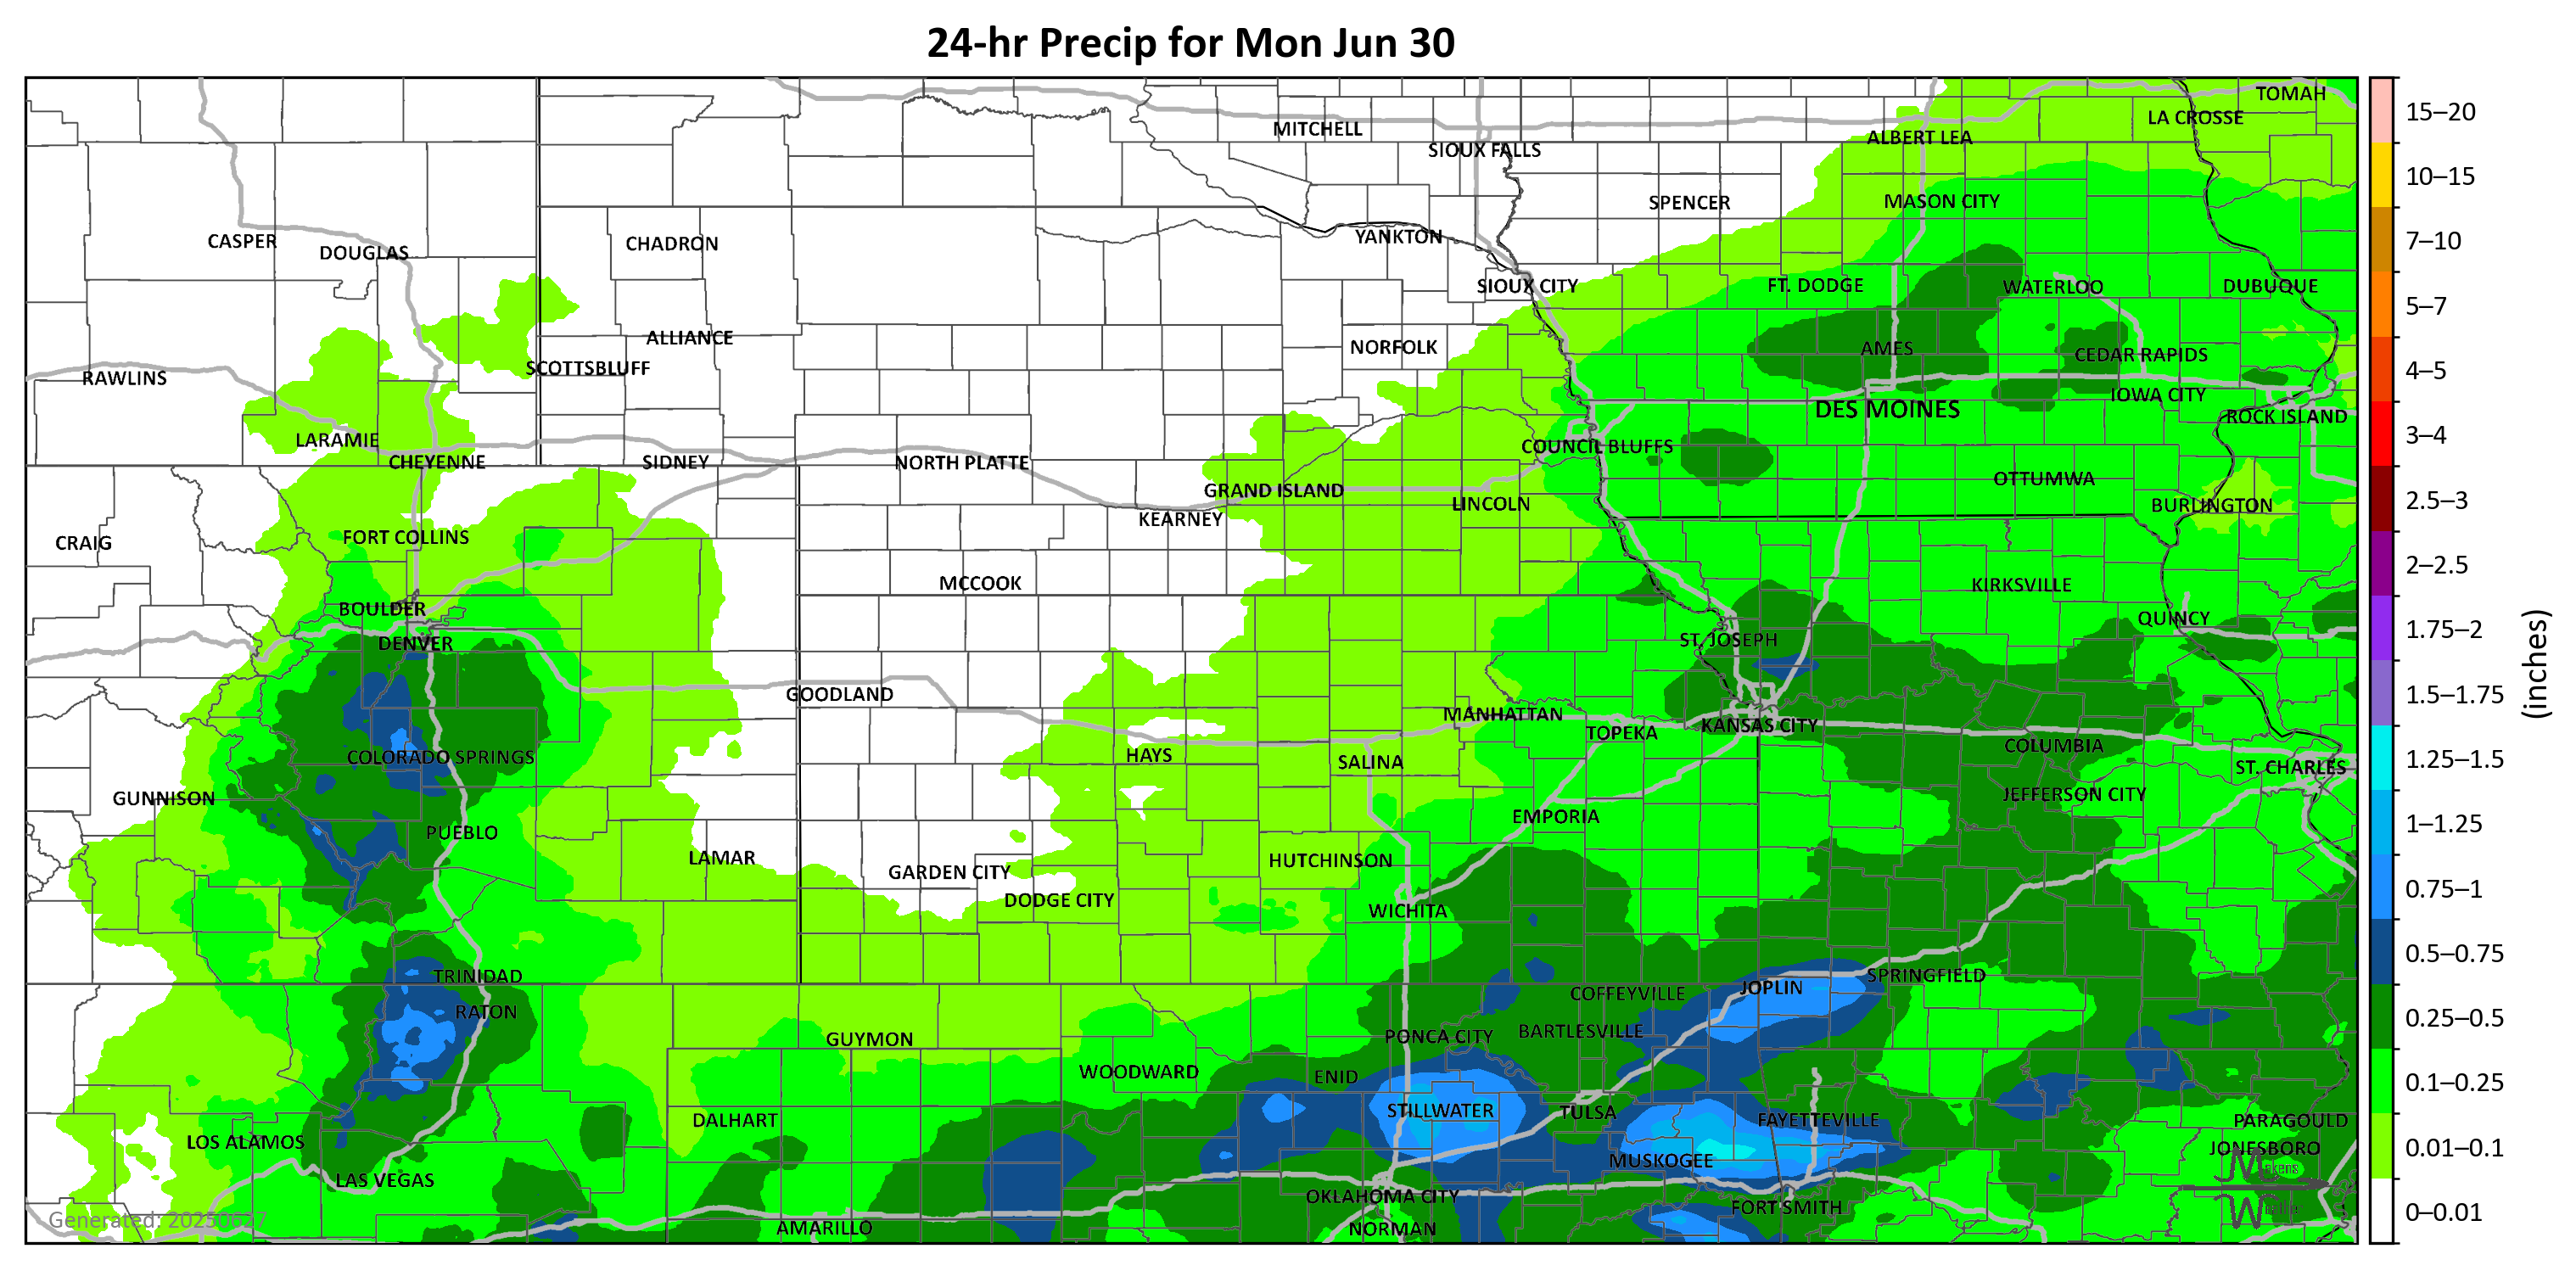 24-hr Precip for Mon Jun 30
TOMAH
LA CROSSE
MITCHELL
ALBERT LEA
SIOUX FALLS
SPENCER
MASON CITY
CASPER
DOUGLAS
CHADRON
YANKTON
SIOUX CITY
FT. DODGE
WATERLOO
DUBUQUE
ALLIANCE
NORFOLK
AMES
CEDAR RAPIDS
SCOTTSBLUFF
RAWLINS
IOWA CITY
DES MOINES
ROCK ISLAND
LARAMIE
COUNCIL BLUFFS
CHEYENNE
SIDNEY
NORTH PLATTE
OTTUMWA
GRAND ISLAND
LINCOLN
BURLINGTON
KEARNEY
CRAIG
FORT COLLINS
MCCOOK
KIRKSVILLE
BOULDER
QUINCY
DENVER
ST. JOSEPH
GOODLAND
MANHATTAN
TOPEKA
KANSAS CITY
COLUMBIA
COLORADO SPRINGS
HAYS
SALINA
ST. CHARLES
GUNNISON
JEFFERSON CITY
EMPORIA
PUEBLO
LAMAR
HUTCHINSON
GARDEN CITY
DODGE CITY
WICHITA
TRINIDAD
SPRINGFIELD
JOPLIN
COFFEYVILLE
RATON
BARTLESVILLE
PONCA CITY
GUYMON
WOODWARD
ENID
STILLWATER
TULSA
DALHART
FAYETTEVILLE
PARAGOULD
LOS ALAMOS
JONESBORO
MUSKOGEE
LAS VEGAS
OKLAHOMA CITY
FORT SMITH
AMARILLO
NORMAN
Generated: 20250627
15–20
10–15
7–10
5–7
4–5
3–4
2.5–3
2–2.5
1.75–2
1.5–1.75
1.25–1.5
1–1.25
0.75–1
0.5–0.75
0.25–0.5
0.1–0.25
0.01–0.1
0–0.01
(inches)